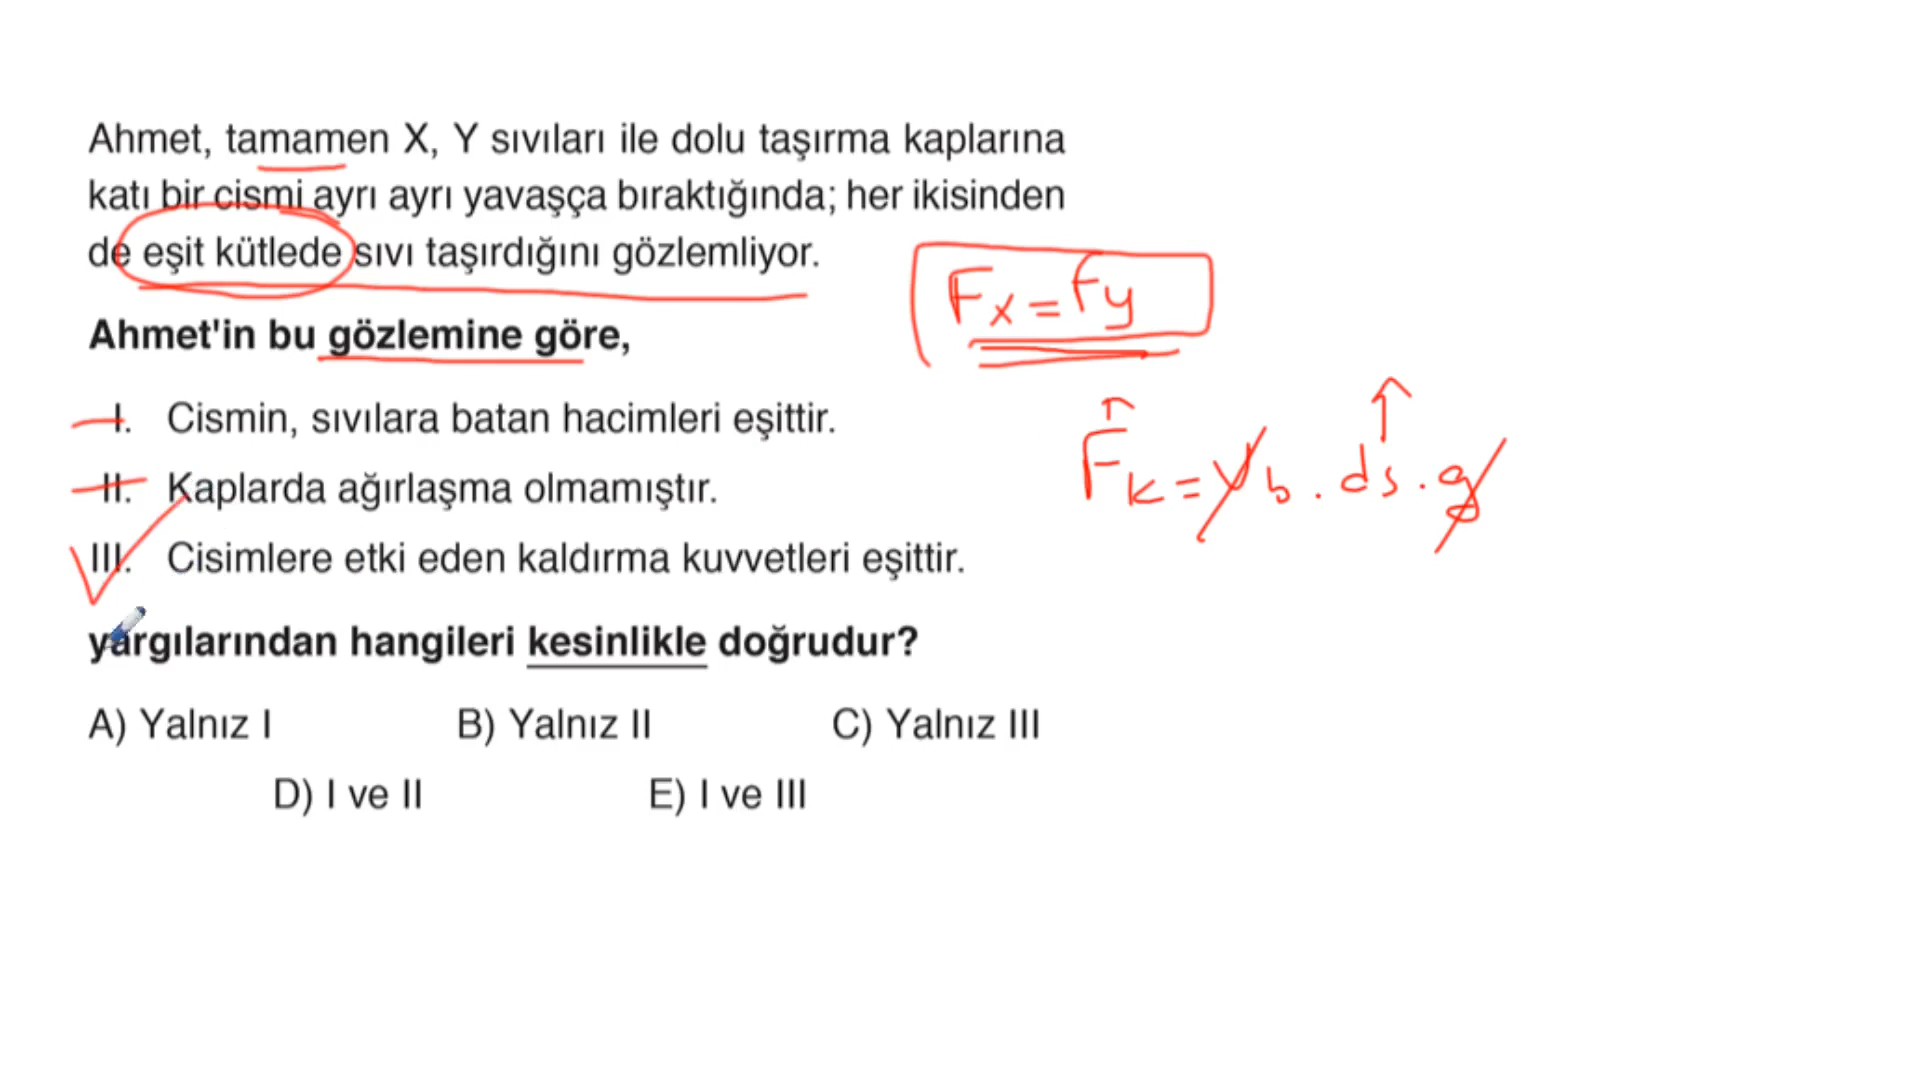 Ahmet, tamamen X, Y sıvıları ile dolu taşırma kaplarına
katı bir cismi ayrı ayrı yavaşça bıraktığında; her ikisinden
de eşit kütlede sıvı taşırdığını gözlemliyor.
Fx = Fy
Ahmet'in bu gözlemine göre,
I. Cismin, sıvılara batan hacimleri eşittir.
II. Kaplarda ağırlaşma olmamıştır.
Fk = Vb . ds . g
III. Cisimlere etki eden kaldırma kuvvetleri eşittir.
yargılarından hangileri kesinlikle doğrudur?
A) Yalnız I B) Yalnız II C) Yalnız III
D) I ve II E) I ve III